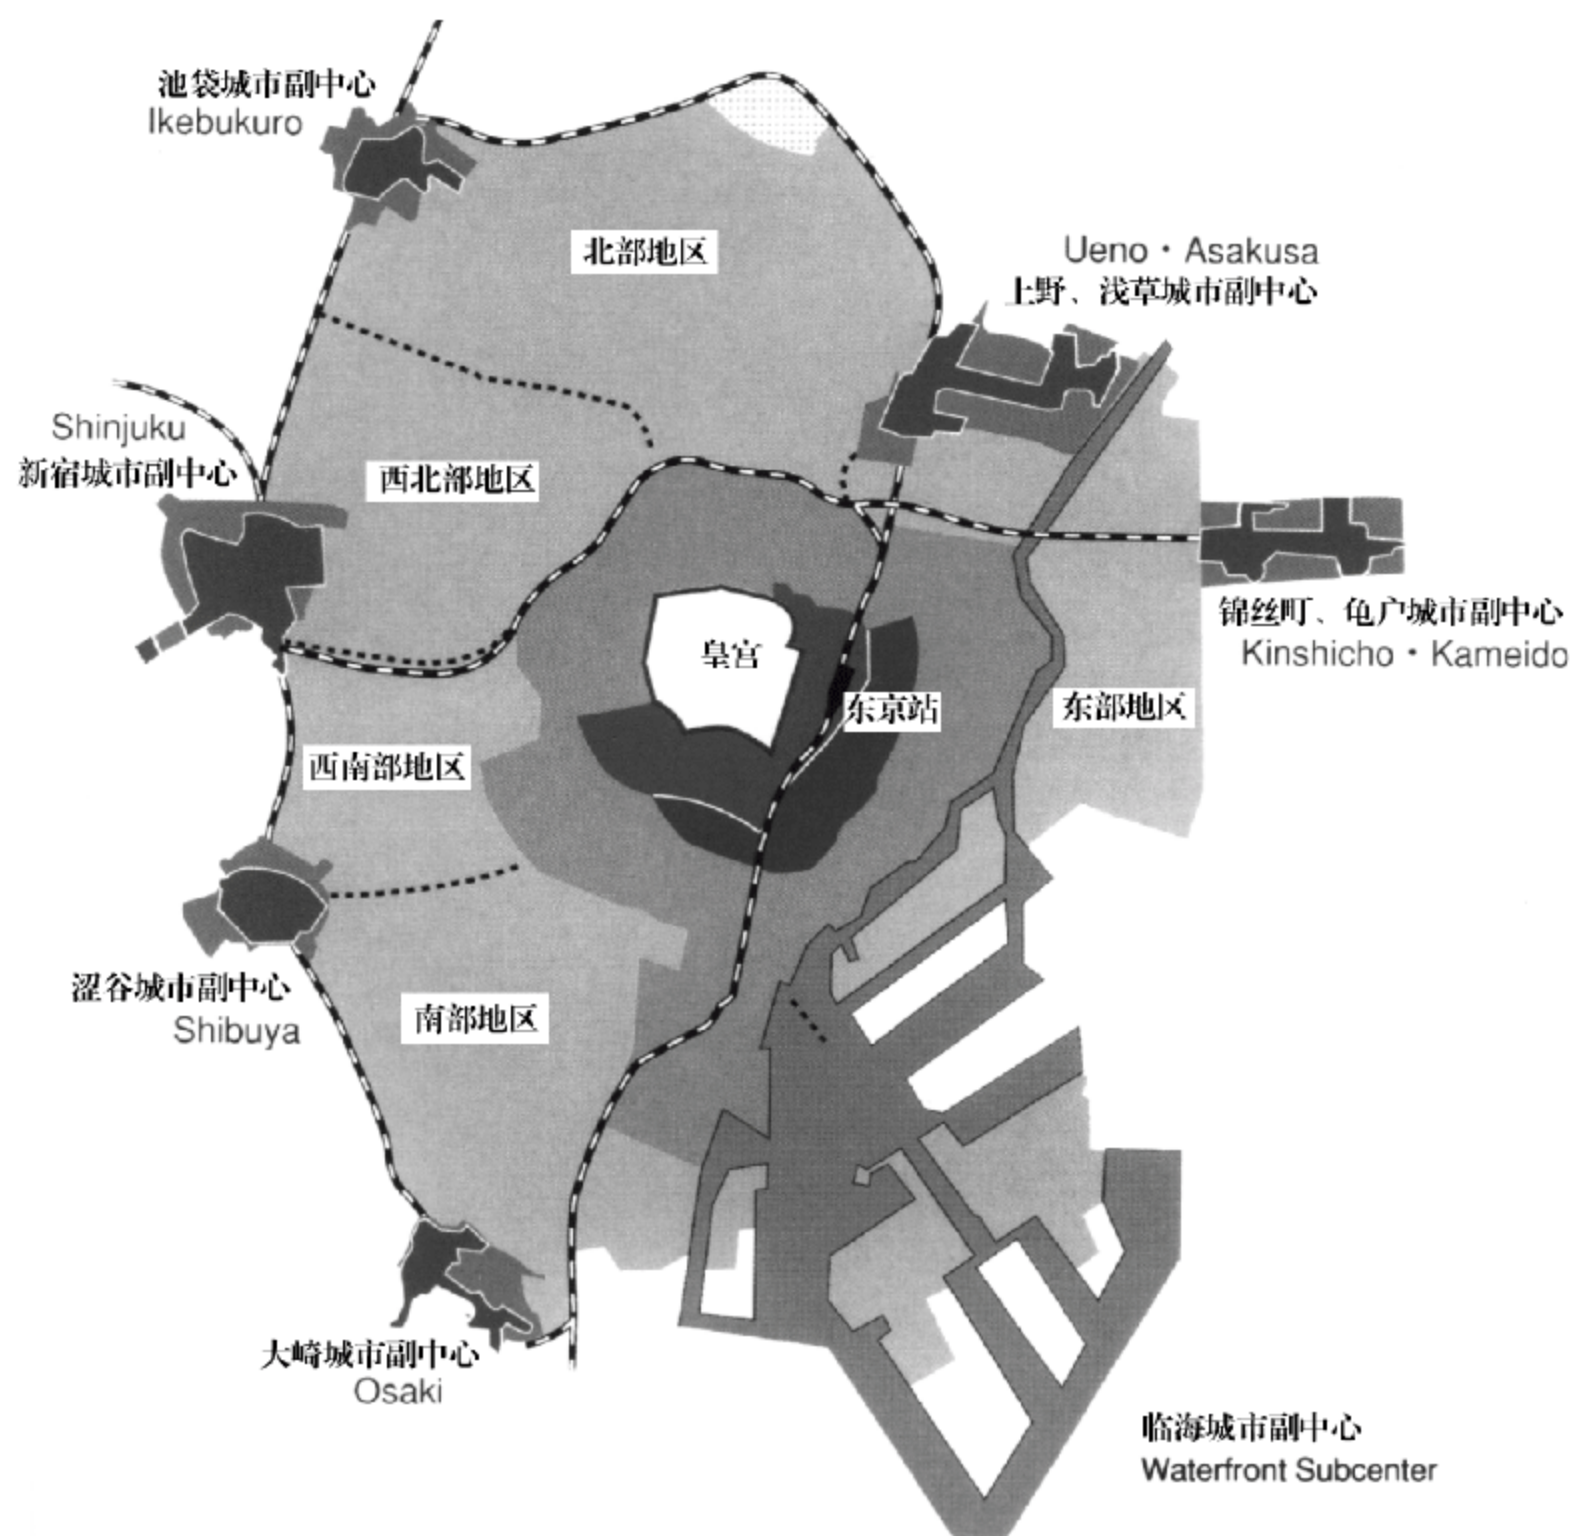 池袋城市副中心
Ikebukuro
北部地区
Ueno・Asakusa
上野、浅草城市副中心
Shinjuku
新宿城市副中心
西北部地区
锦丝町、龟户城市副中心
Kinshicho・Kameido
皇宫
东京站
东部地区
西南部地区
涩谷城市副中心
Shibuya
南部地区
大崎城市副中心
Osaki
临海城市副中心
Waterfront Subcenter